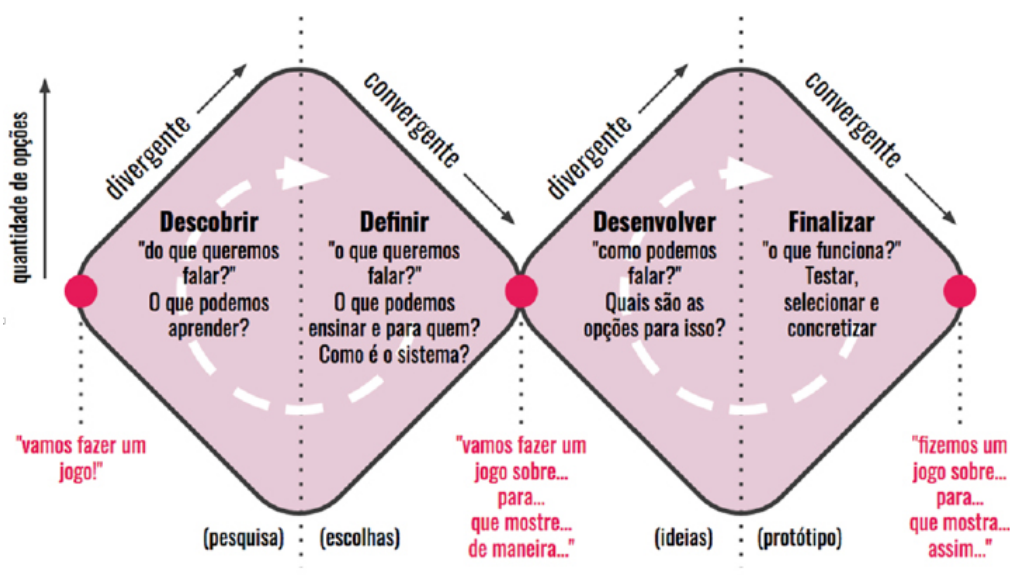 quantidade de opções
divergente
convergente
divergente
convergente
Descobrir
"do que queremos
falar?"
O que podemos
aprender?
Definir
"o que queremos
falar?"
O que podemos
ensinar e para quem?
Como é o sistema?
Desenvolver
"como podemos
falar?"
Quais são as
opções para isso?
Finalizar
"o que funciona?"
Testar,
selecionar e
concretizar
"vamos fazer um
jogo!"
"vamos fazer um
jogo sobre...
para...
que mostre...
de maneira..."
"fizemos um
jogo sobre...
para...
que mostra...
assim..."
(pesquisa)
(escolhas)
(ideias)
(protótipo)